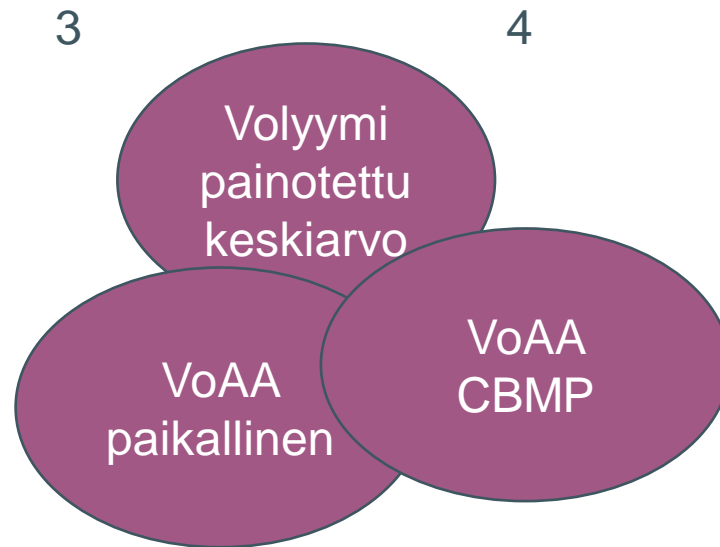 3
4
Volyymi
painotettu
keskiarvo
VoAA
paikallinen
VoAA
CBMP